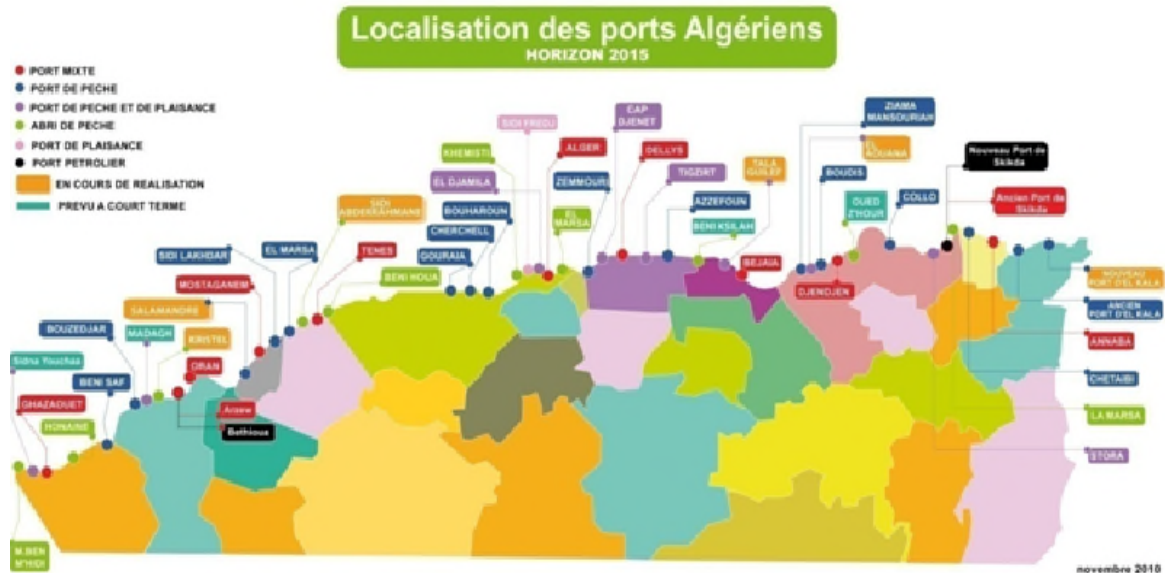 Localisation des ports Algériens
HORIZON 2015
PORT MIXTE
PORT DE PECHE
PORT DE PECHE ET DE PLAISANCE
ABRI DE PECHE
PORT DE PLAISANCE
PORT PETROLIER
EN COURS DE REALISATION
PREVU A COURT TERME
Sidna Youchaa
GHAZAOUET
HONAINE
M.BEN
M'HIDI
BENI SAF
BOUZEDJAR
MADAGH
KRISTEL
ORAN
Arzew
Bethioua
SALAMANDRE
MOSTAGANEM
SIDI LAKHDAR
EL MARSA
SIDI
ABDERRAHMANE
TENES
BENI HOUA
GOURAIA
CHERCHELL
BOUHAROUN
KHEMISTI
EL DJAMILA
SIDI FREDJ
ALGER
EL
MARSA
ZEMMOURI
DJENET
DELLYS
TIGZIRT
AZZEFOUN
BENI KSILAH
TALA
GUILEF
BEJAIA
ZIAMA
MANSOURIAH
EL
AOUANA
BOUDIS
DJENDJEN
OUED
Z'HOUR
COLLO
Nouveau Port de
Skikda
Ancien Port de
Skikda
NOUVEAU
PORT D'EL KALA
ANCIEN
PORT D'EL KALA
ANNABA
CHETAIBI
LA MARSA
STORA
novembre 2010